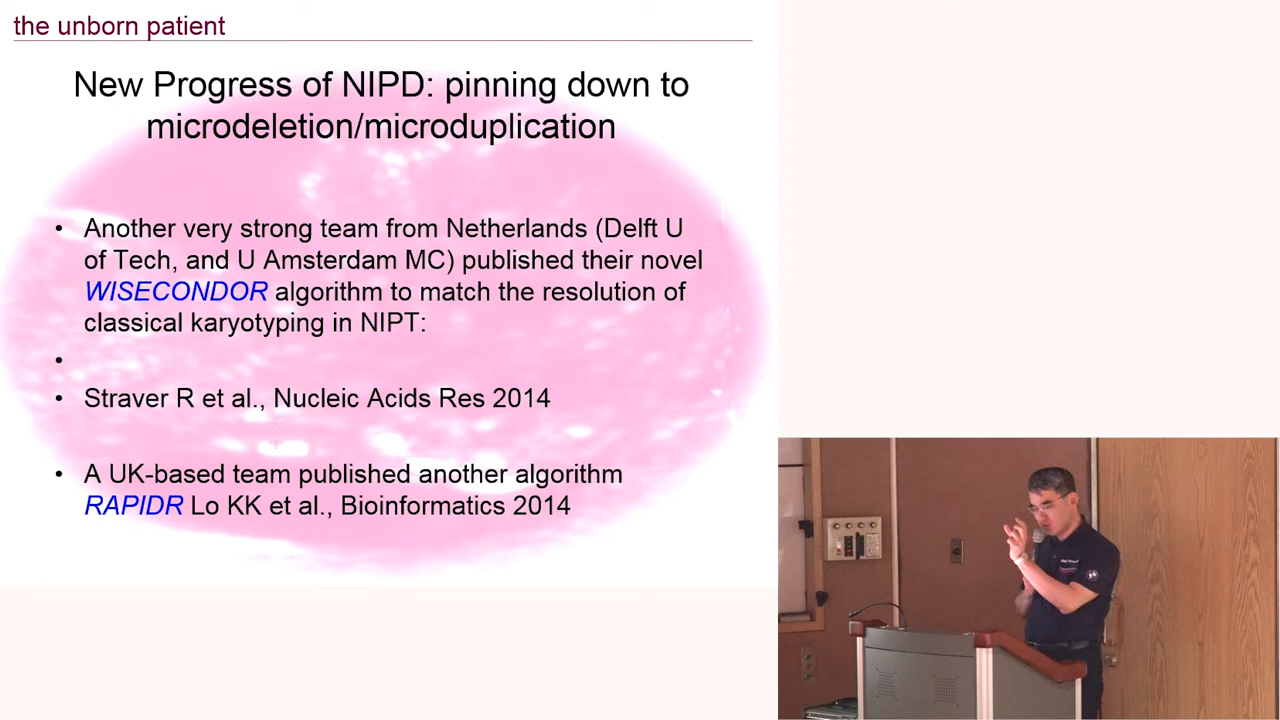 the unborn patient
New Progress of NIPD: pinning down to
microdeletion/microduplication
• Another very strong team from Netherlands (Delft U
of Tech, and U Amsterdam MC) published their novel
WISECONDOR algorithm to match the resolution of
classical karyotyping in NIPT:
•
• Straver R et al., Nucleic Acids Res 2014
• A UK-based team published another algorithm
RAPIDR Lo KK et al., Bioinformatics 2014